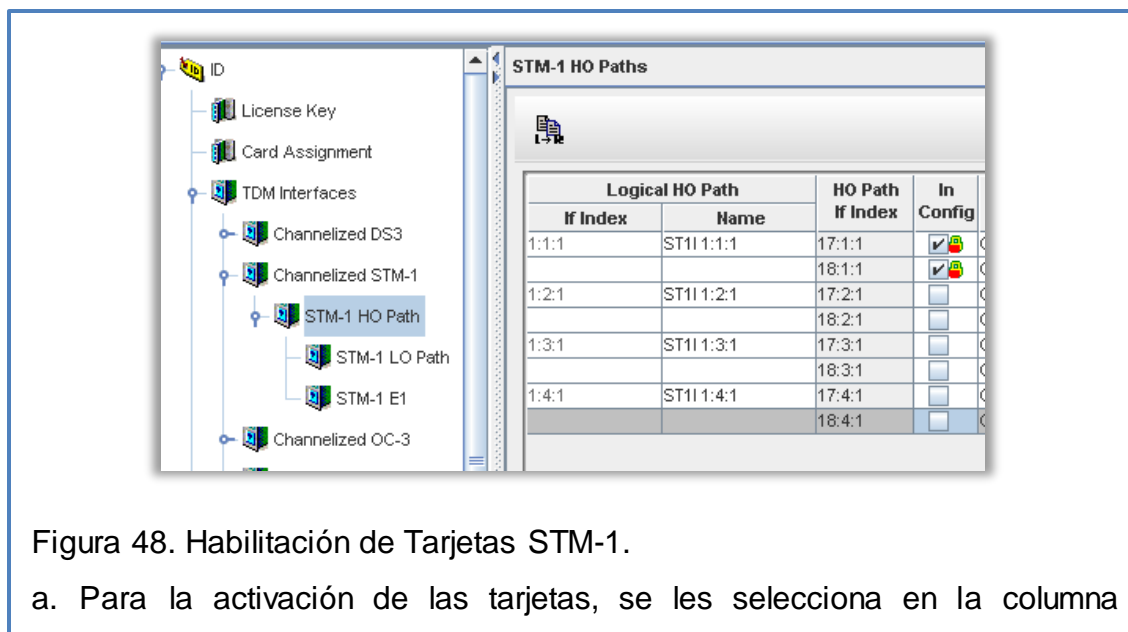 ID
License Key
Card Assignment
TDM Interfaces
Channelized DS3
Channelized STM-1
STM-1 HO Path
STM-1 LO Path
STM-1 E1
Channelized OC-3
STM-1 HO Paths
Logical HO Path HO Path If Index In Config
If Index Name
1:1:1 ST1I 1:1:1 17:1:1
18:1:1
1:2:1 ST1I 1:2:1 17:2:1
18:2:1
1:3:1 ST1I 1:3:1 17:3:1
18:3:1
1:4:1 ST1I 1:4:1 17:4:1
18:4:1
Figura 48. Habilitación de Tarjetas STM-1.
a. Para la activación de las tarjetas, se les selecciona en la columna